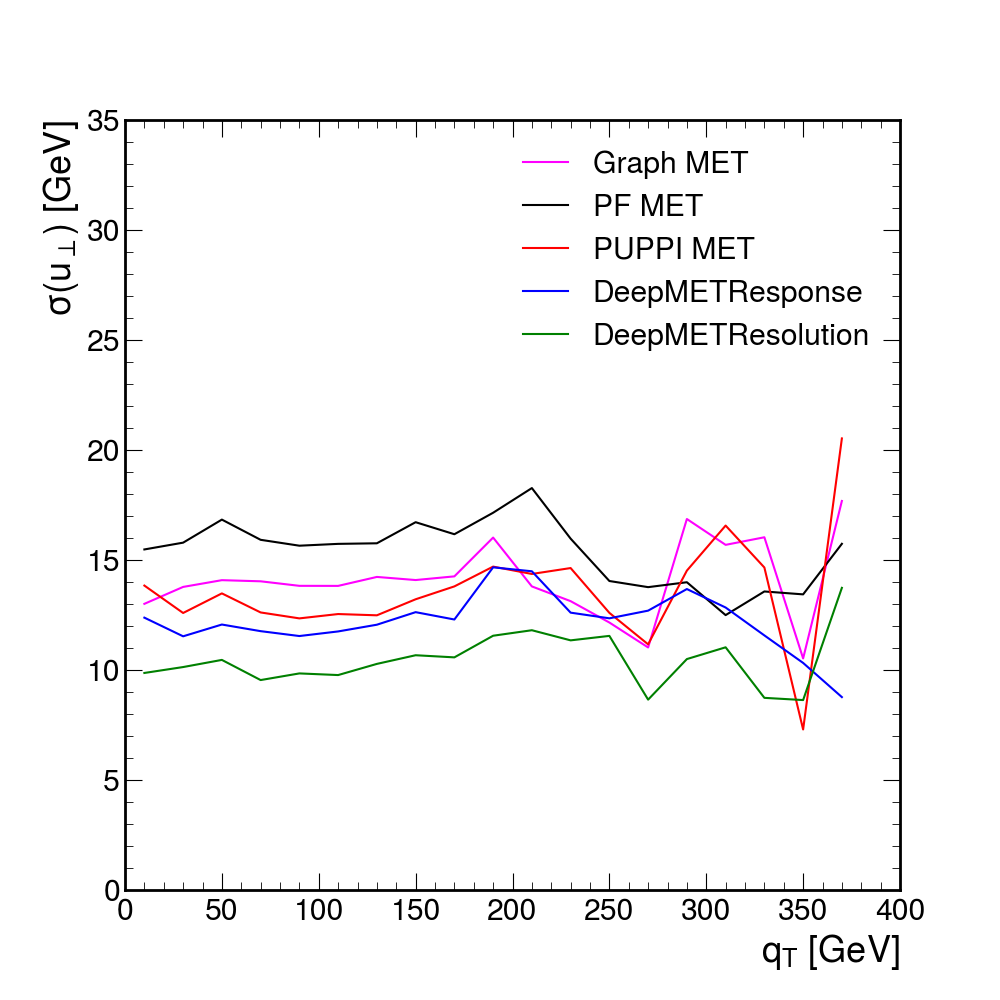 σ(u⊥) [GeV]
35
30
25
20
15
10
5
0
Graph MET
PF MET
PUPPI MET
DeepMETResponse
DeepMETResolution
0 50 100 150 200 250 300 350 400
qT [GeV]